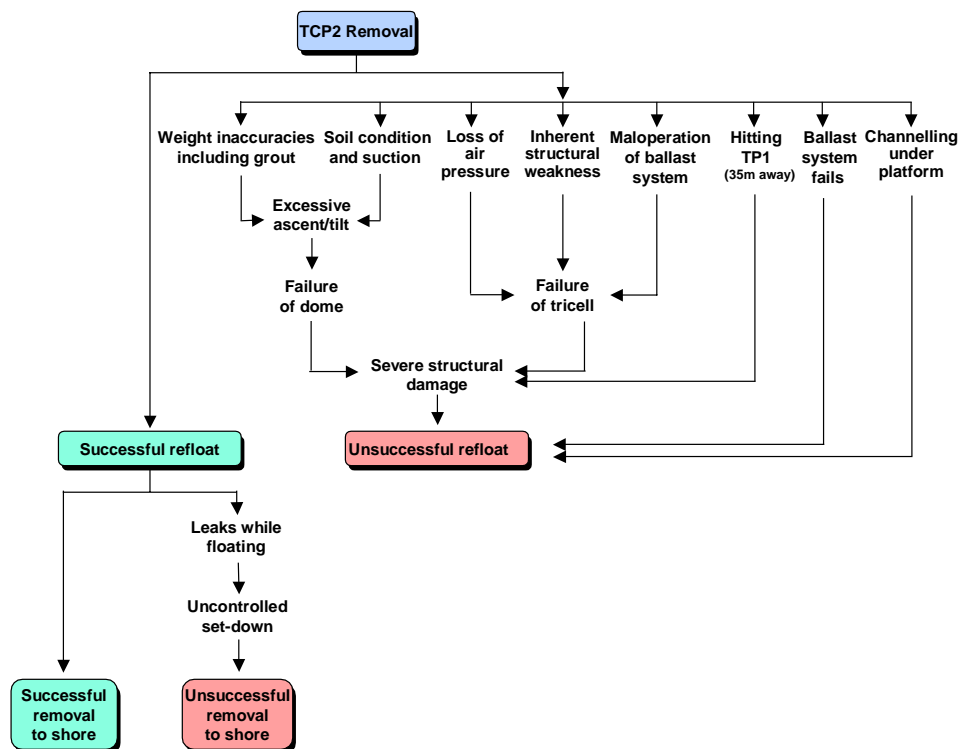 TCP2 Removal
Weight inaccuracies
including grout
Soil condition
and suction
Loss of
air
pressure
Inherent
structural
weakness
Maloperation
of ballast
system
Hitting
TP1
(35m away)
Ballast
system
fails
Channelling
under
platform
Excessive
ascent/tilt
Failure
of dome
Failure
of tricell
Severe structural
damage
Successful refloat
Unsuccessful refloat
Leaks while
floating
Uncontrolled
set-down
Successful
removal
to shore
Unsuccessful
removal
to shore